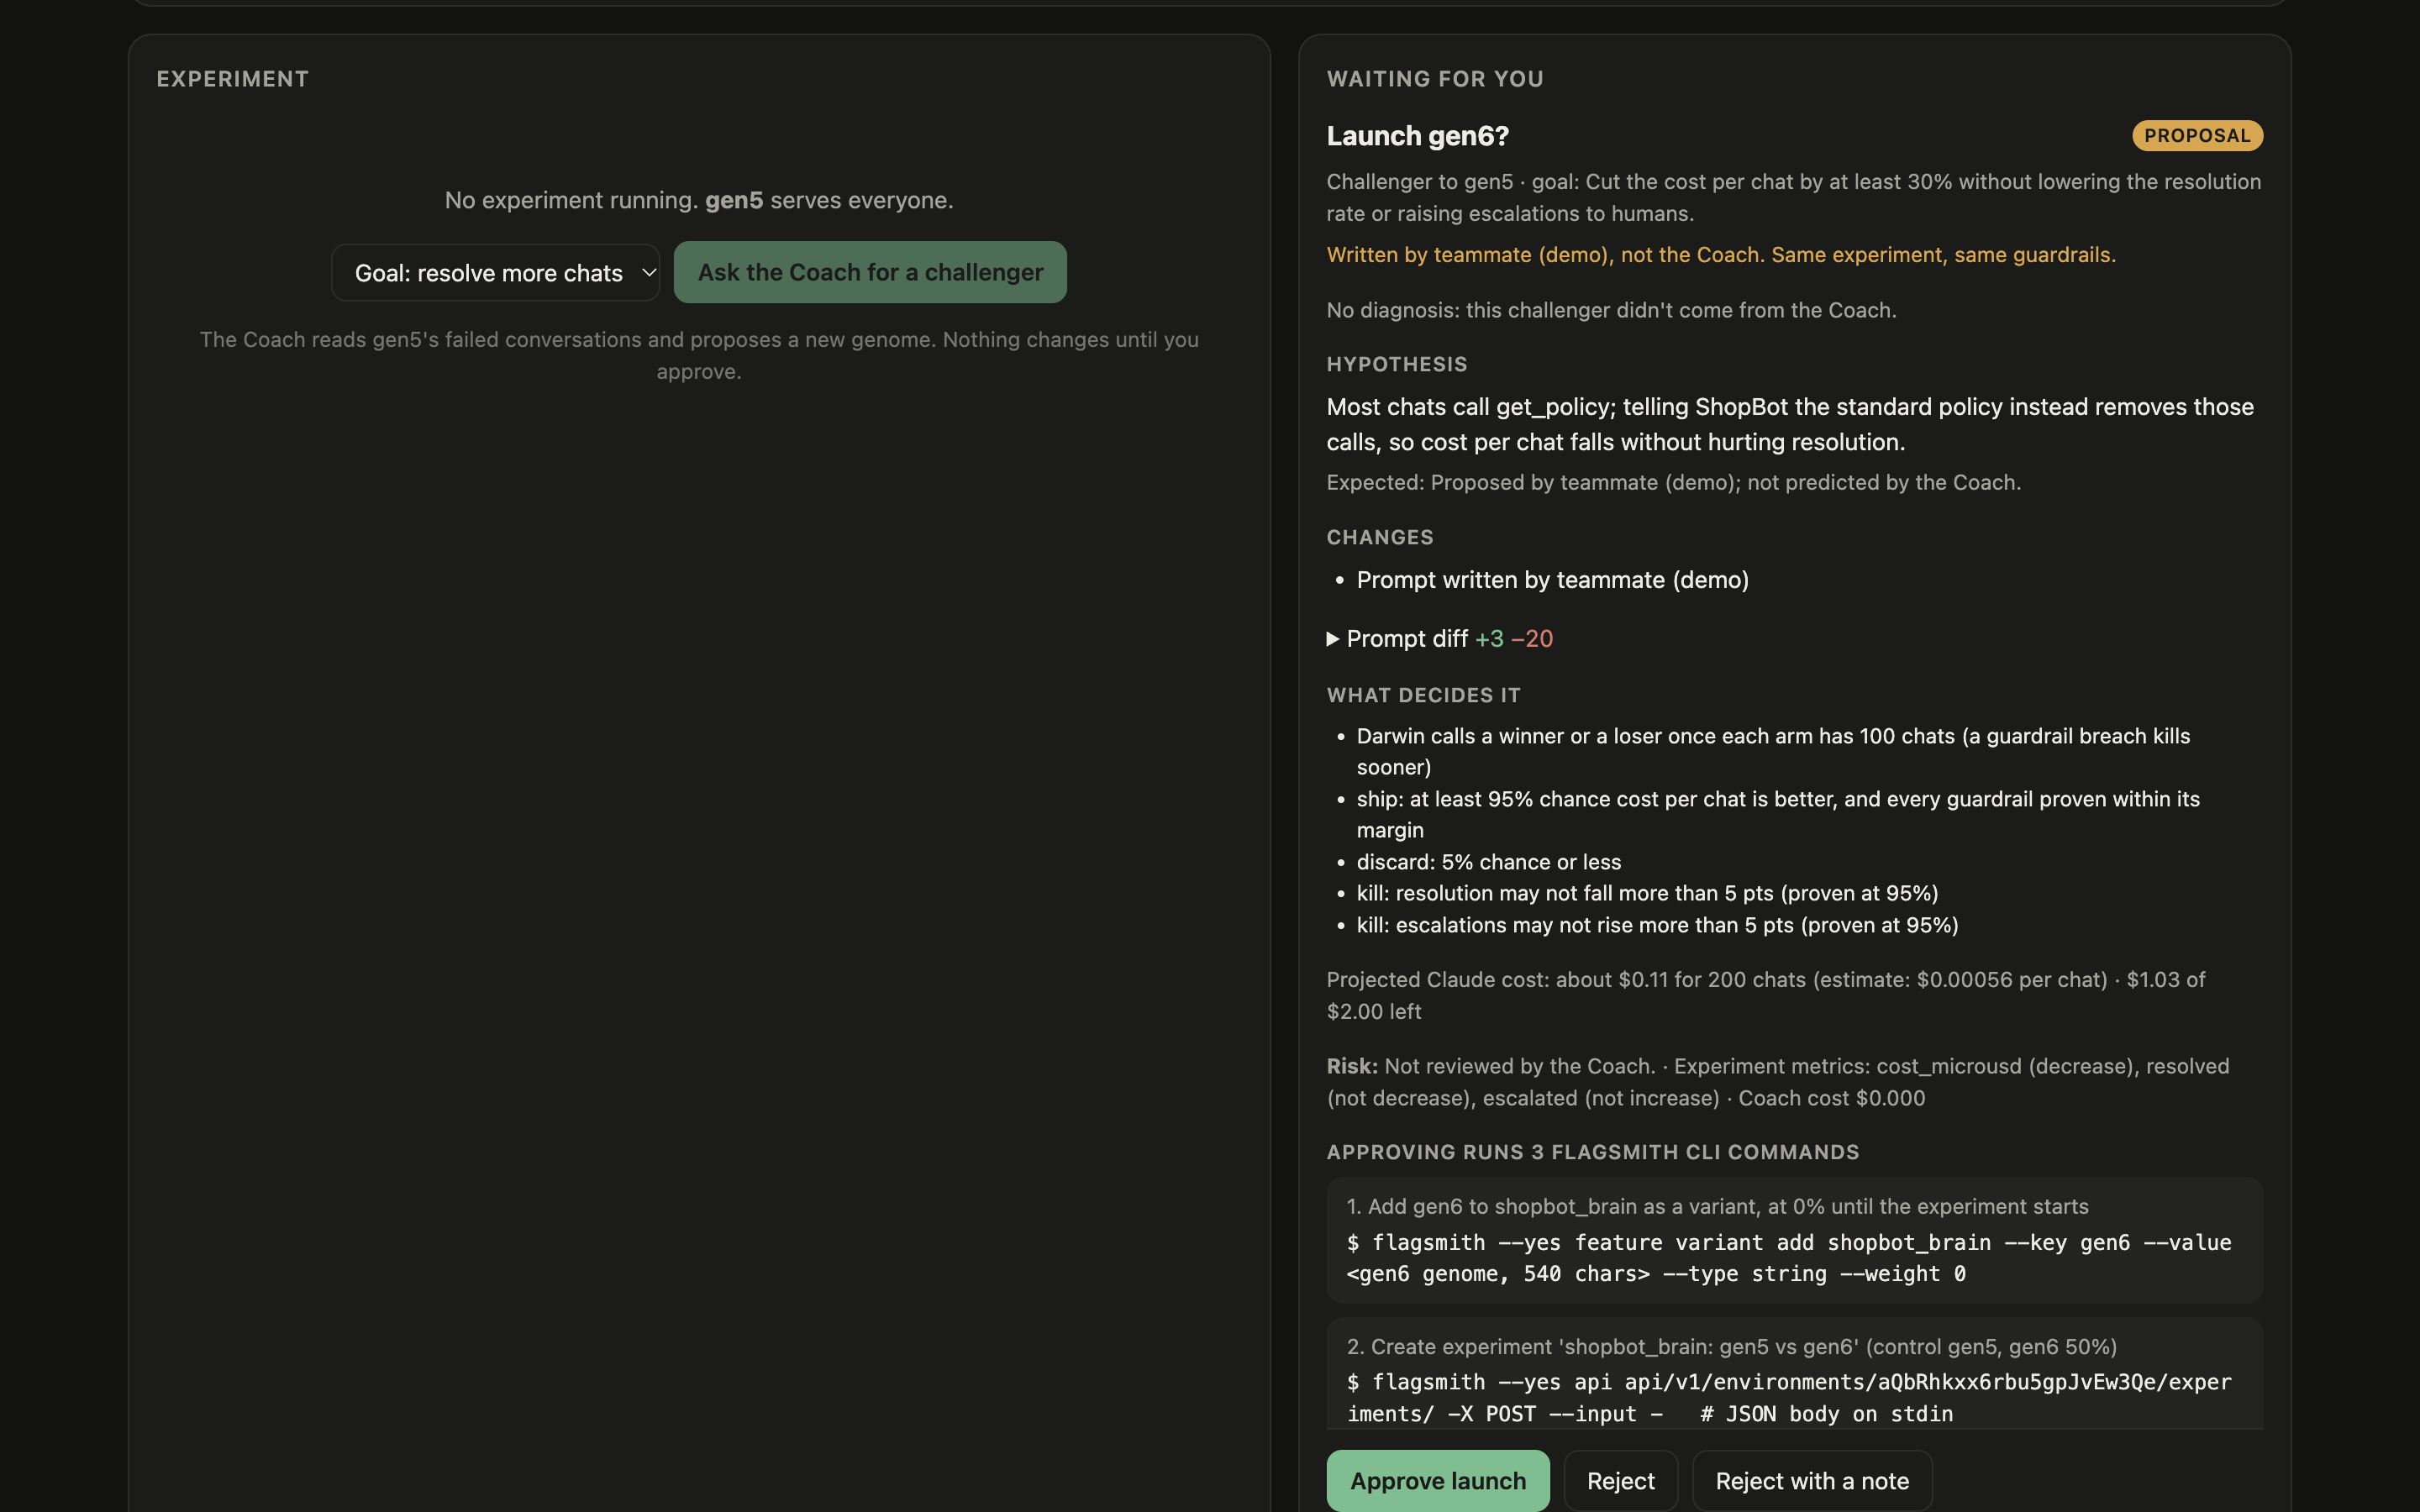 EXPERIMENT
No experiment running. gen5 serves everyone.
Goal: resolve more chats
Ask the Coach for a challenger
The Coach reads gen5's failed conversations and proposes a new genome. Nothing changes until you
approve.
WAITING FOR YOU
Launch gen6?
PROPOSAL
Challenger to gen5 · goal: Cut the cost per chat by at least 30% without lowering the resolution
rate or raising escalations to humans.
Written by teammate (demo), not the Coach. Same experiment, same guardrails.
No diagnosis: this challenger didn't come from the Coach.
HYPOTHESIS
Most chats call get_policy; telling ShopBot the standard policy instead removes those
calls, so cost per chat falls without hurting resolution.
Expected: Proposed by teammate (demo); not predicted by the Coach.
CHANGES
• Prompt written by teammate (demo)
▶ Prompt diff +3 −20
WHAT DECIDES IT
• Darwin calls a winner or a loser once each arm has 100 chats (a guardrail breach kills
sooner)
• ship: at least 95% chance cost per chat is better, and every guardrail proven within its
margin
• discard: 5% chance or less
• kill: resolution may not fall more than 5 pts (proven at 95%)
• kill: escalations may not rise more than 5 pts (proven at 95%)
Projected Claude cost: about $0.11 for 200 chats (estimate: $0.00056 per chat) · $1.03 of
$2.00 left
Risk: Not reviewed by the Coach. · Experiment metrics: cost_microusd (decrease), resolved
(not decrease), escalated (not increase) · Coach cost $0.000
APPROVING RUNS 3 FLAGSMITH CLI COMMANDS
1. Add gen6 to shopbot_brain as a variant, at 0% until the experiment starts
$ flagsmith --yes feature variant add shopbot_brain --key gen6 --value
<gen6 genome, 540 chars> --type string --weight 0
2. Create experiment 'shopbot_brain: gen5 vs gen6' (control gen5, gen6 50%)
$ flagsmith --yes api api/v1/environments/aQbRhkxx6rbu5gpJvEw3Qe/exper
iments/ -X POST --input -   # JSON body on stdin
Approve launch
Reject
Reject with a note